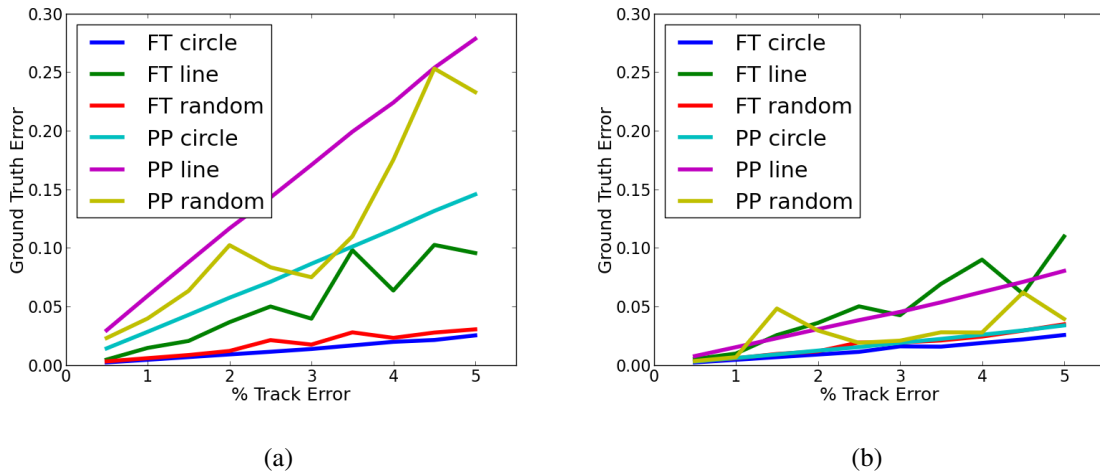 0.30
0.25
0.20
0.15
0.10
0.05
0.00
Ground Truth Error
FT circle
FT line
FT random
PP circle
PP line
PP random
0 1 2 3 4 5
% Track Error
(a)
0.30
0.25
0.20
0.15
0.10
0.05
0.00
Ground Truth Error
FT circle
FT line
FT random
PP circle
PP line
PP random
0 1 2 3 4 5
% Track Error
(b)